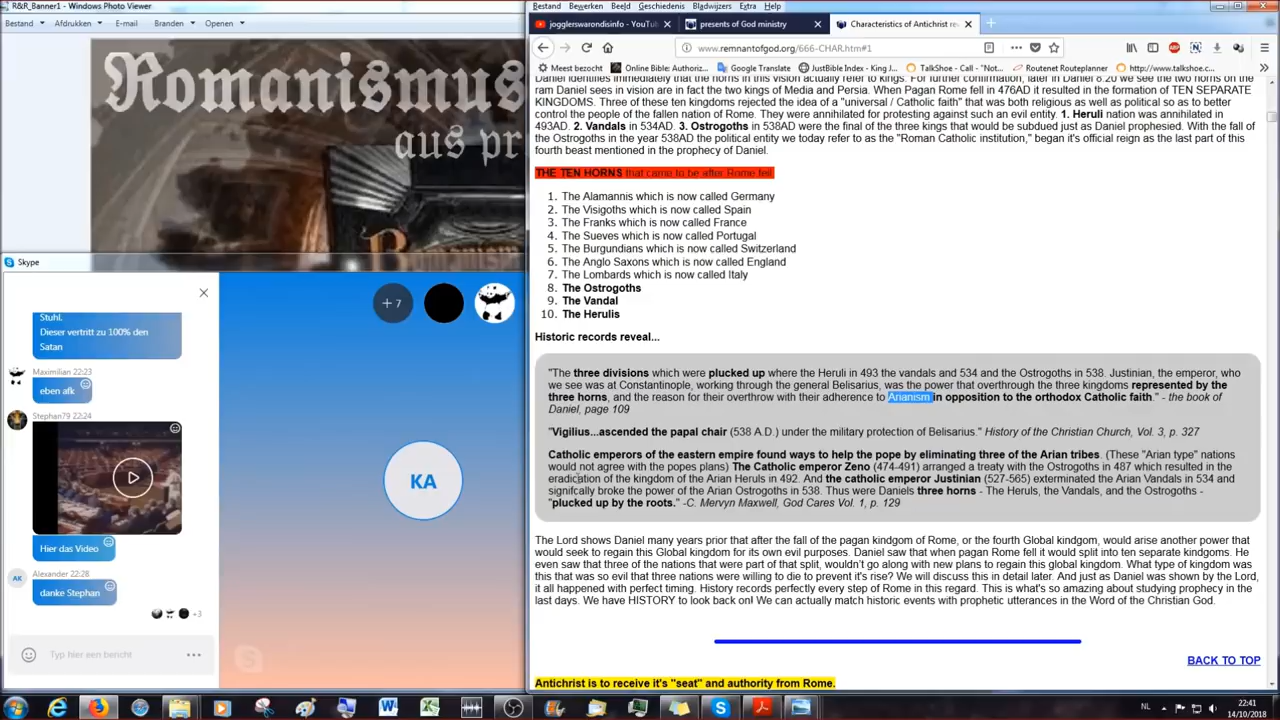 R&R_Banner1 - Windows Photo Viewer
Bestand
Afdrukken
E-mail
Branden
Openen
Romanismus
aus pr
Skype
+7
Stuhl.
Dieser vertritt zu 100% den
Satan
Maximilian 22:23
eben afk
Stephan79 22:24
Hier das Video
AK
Alexander 22:28
danke Stephan
+3
Typ hier een bericht
KA
Bestand Bewerken Beeld Geschiedenis Bladwijzers Extra Help
jogglerswarondisinfo - YouTu
presents of God ministry
Characteristics of Antichrist re
www.remnantofgod.org/666-CHAR.htm#1
Meest bezocht
Online Bible: Authoriz...
Google Translate
JustBible Index - King J...
TalkShoe - Call - "Not...
Routenet Routeplanner
http://www.talkshoe.c...
Daniel identifies immediately that the horns in this vision actually refer to kings. For further confirmation, later in Daniel 8:20 we see the two horns on the
ram Daniel sees in vision are in fact the two kings of Media and Persia. When Pagan Rome fell in 476AD it resulted in the formation of TEN SEPARATE
KINGDOMS. Three of these ten kingdoms rejected the idea of a "universal / Catholic faith" that was both religious as well as political so as to better
control the people of the fallen nation of Rome. They were annihilated for protesting against such an evil entity. 1. Heruli nation was annihilated in
493AD. 2. Vandals in 534AD. 3. Ostrogoths in 538AD were the final of the three kings that would be subdued just as Daniel prophesied. With the fall of
the Ostrogoths in the year 538AD the political entity we today refer to as the "Roman Catholic institution," began it's official reign as the last part of this
fourth beast mentioned in the prophecy of Daniel.
THE TEN HORNS that came to be after Rome fell
1. The Alamannis which is now called Germany
2. The Visigoths which is now called Spain
3. The Franks which is now called France
4. The Sueves which is now called Portugal
5. The Burgundians which is now called Switzerland
6. The Anglo Saxons which is now called England
7. The Lombards which is now called Italy
8. The Ostrogoths
9. The Vandal
10. The Herulis
Historic records reveal...
"The three divisions which were plucked up where the Heruli in 493 the vandals and 534 and the Ostrogoths in 538. Justinian, the emperor, who
we see was at Constantinople, working through the general Belisarius, was the power that overthrough the three kingdoms represented by the
three horns, and the reason for their overthrow with their adherence to Arianism in opposition to the orthodox Catholic faith." - the book of
Daniel, page 109
"Vigilius...ascended the papal chair (538 A.D.) under the military protection of Belisarius." History of the Christian Church, Vol. 3, p. 327
Catholic emperors of the eastern empire found ways to help the pope by eliminating three of the Arian tribes. (These "Arian type" nations
would not agree with the popes plans) The Catholic emperor Zeno (474-491) arranged a treaty with the Ostrogoths in 487 which resulted in the
eradication of the kingdom of the Arian Heruls in 492. And the catholic emperor Justinian (527-565) exterminated the Arian Vandals in 534 and
signifcally broke the power of the Arian Ostrogoths in 538. Thus were Daniels three horns - The Heruls, the Vandals, and the Ostrogoths -
"plucked up by the roots." -C. Mervyn Maxwell, God Cares Vol. 1, p. 129
The Lord shows Daniel many years prior that after the fall of the pagan kindgom of Rome, or the fourth Global kindgom, would arise another power that
would seek to regain this Global kingdom for its own evil purposes. Daniel saw that when pagan Rome fell it would split into ten separate kindgoms. He
even saw that three of the nations that were part of that split, wouldn't go along with new plans to regain this global kingdom. What type of kingdom was
this that was so evil that three nations were willing to die to prevent it's rise? We will discuss this in detail later. And just as Daniel was shown by the Lord,
it all happened with perfect timing. History records perfectly every step of Rome in this regard. This is what's so amazing about studying prophecy in the
last days. We have HISTORY to look back on! We can actually match historic events with prophetic utterances in the Word of the Christian God.
BACK TO TOP
Antichrist is to receive it's "seat" and authority from Rome.
NL
22:41
14/10/2018